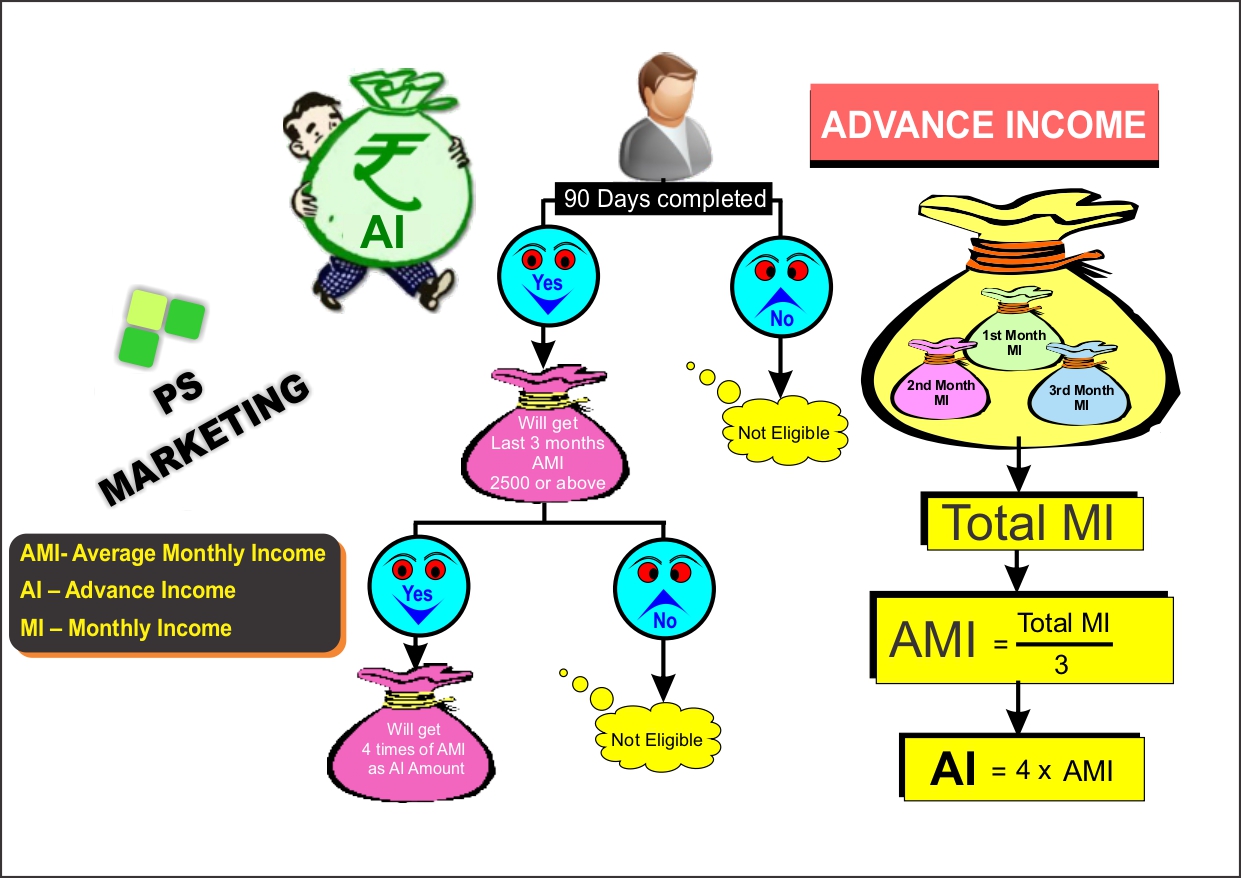 ADVANCE INCOME
₹
AI
90 Days completed
Yes
No
Will get
Last 3 months
AMI
2500 or above
Not Eligible
Yes
No
Will get
4 times of AMI
as AI Amount
Not Eligible
PS
MARKETING
AMI- Average Monthly Income
AI – Advance Income
MI – Monthly Income
1st Month
MI
2nd Month
MI
3rd Month
MI
Total MI
AMI = Total MI
3
AI = 4 x AMI